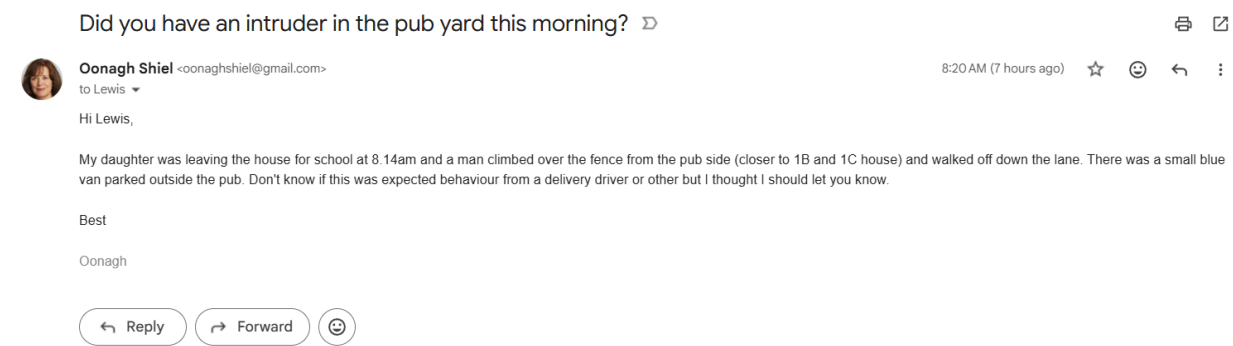 Did you have an intruder in the pub yard this morning?
Oonagh Shiel <oonaghshiel@gmail.com> 8:20 AM (7 hours ago)
to Lewis
Hi Lewis,
My daughter was leaving the house for school at 8.14am and a man climbed over the fence from the pub side (closer to 1B and 1C house) and walked off down the lane. There was a small blue
van parked outside the pub. Don't know if this was expected behaviour from a delivery driver or other but I thought I should let you know.
Best
Oonagh
Reply Forward